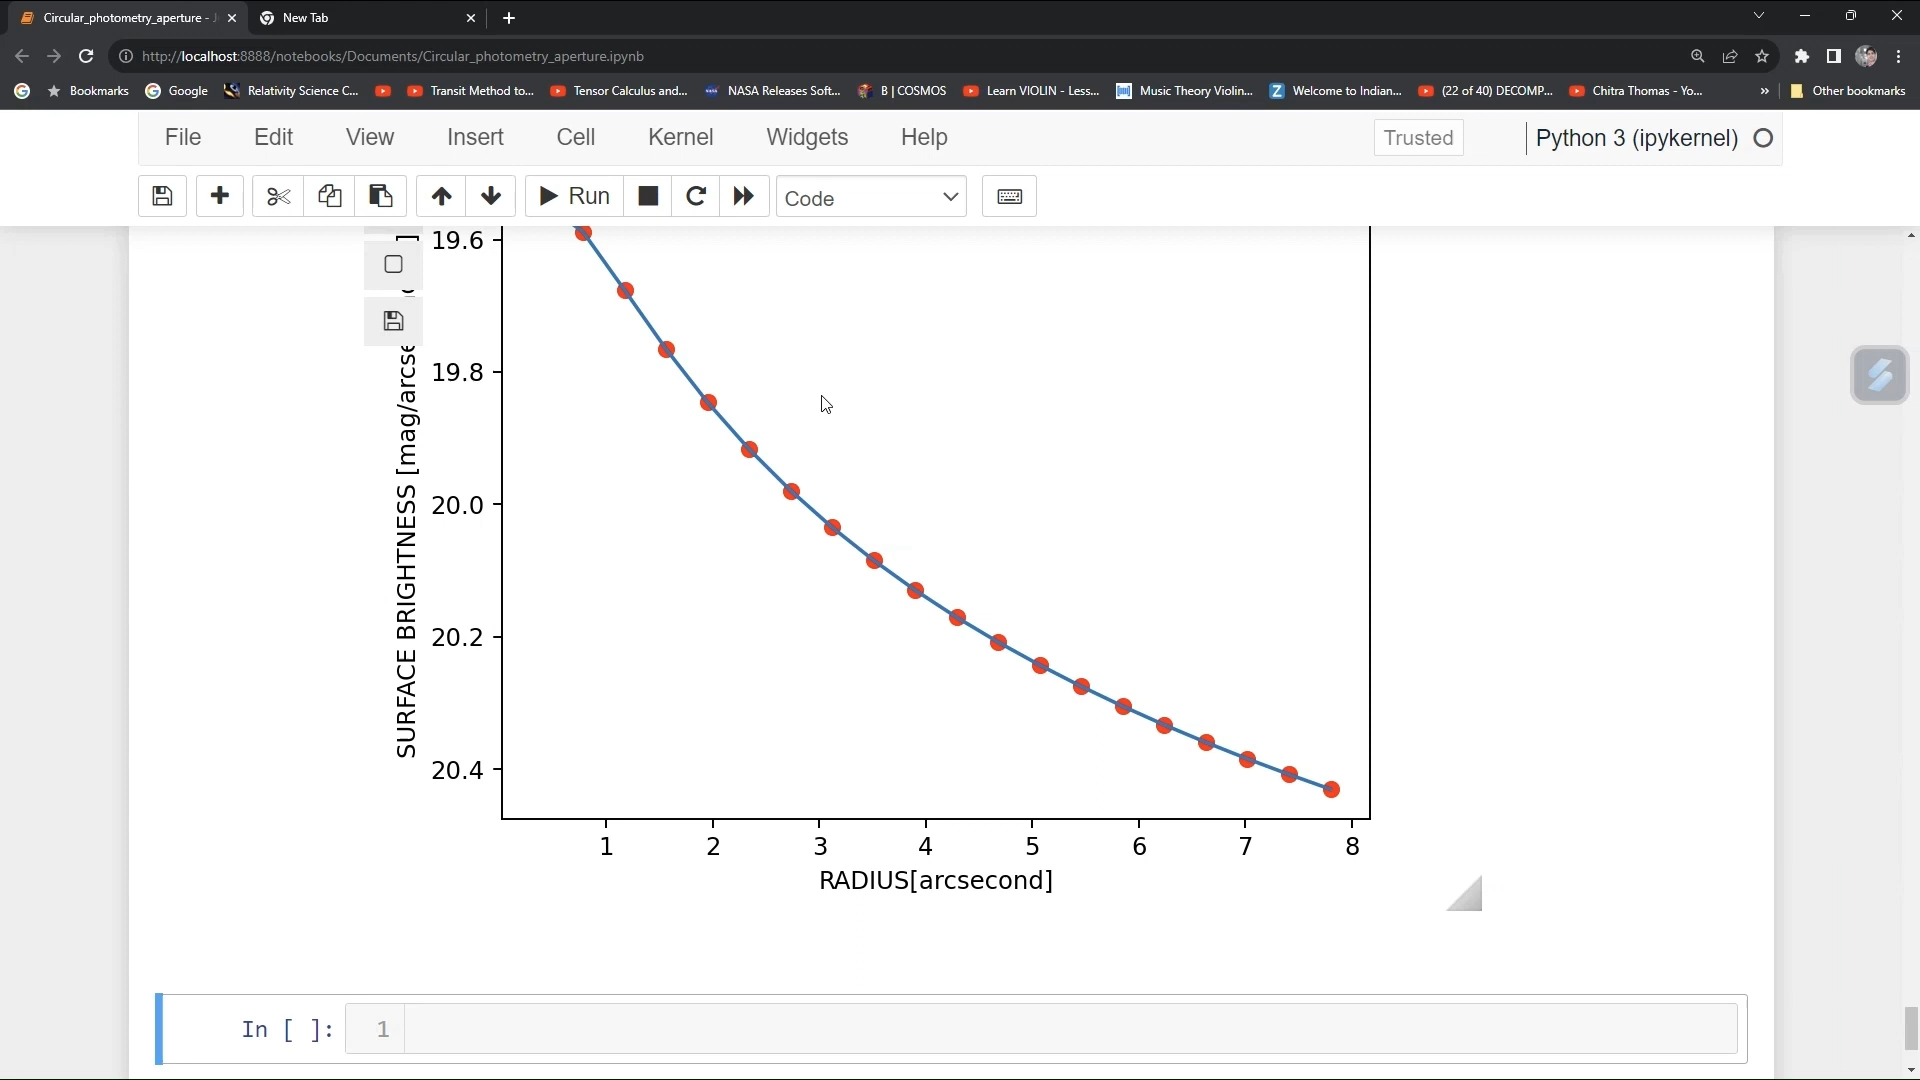 Circular_photometry_aperture - J
New Tab
http://localhost:8888/notebooks/Documents/Circular_photometry_aperture.ipynb
Bookmarks
Google
Relativity Science C...
Transit Method to...
Tensor Calculus and...
NASA Releases Soft...
B | COSMOS
Learn VIOLIN - Less...
Music Theory Violin...
Welcome to Indian...
(22 of 40) DECOMP...
Chitra Thomas - Yo...
»
Other bookmarks
File Edit View Insert Cell Kernel Widgets Help
Trusted
Python 3 (ipykernel)
Run
Code
19.6
19.8
20.0
20.2
20.4
SURFACE BRIGHTNESS [mag/arcse
1 2 3 4 5 6 7 8
RADIUS[arcsecond]
In [ ]: 1